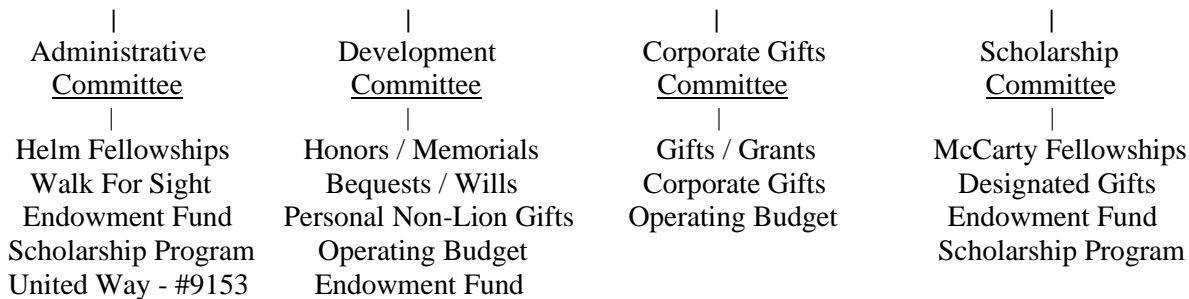 Administrative
Committee
Helm Fellowships
Walk For Sight
Endowment Fund
Scholarship Program
United Way - #9153
Development
Committee
Honors / Memorials
Bequests / Wills
Personal Non-Lion Gifts
Operating Budget
Endowment Fund
Corporate Gifts
Committee
Gifts / Grants
Corporate Gifts
Operating Budget
Scholarship
Committee
McCarty Fellowships
Designated Gifts
Endowment Fund
Scholarship Program